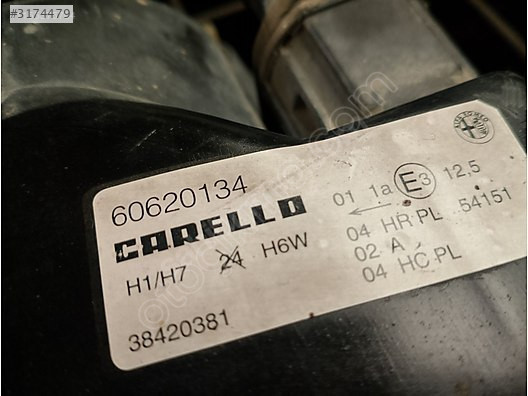 #3174479
60620134
CARELLO
H1/H7 24 H6W
38420381
01 1a E3 12,5
04 HR PL 54151
02 A
04 HC PL